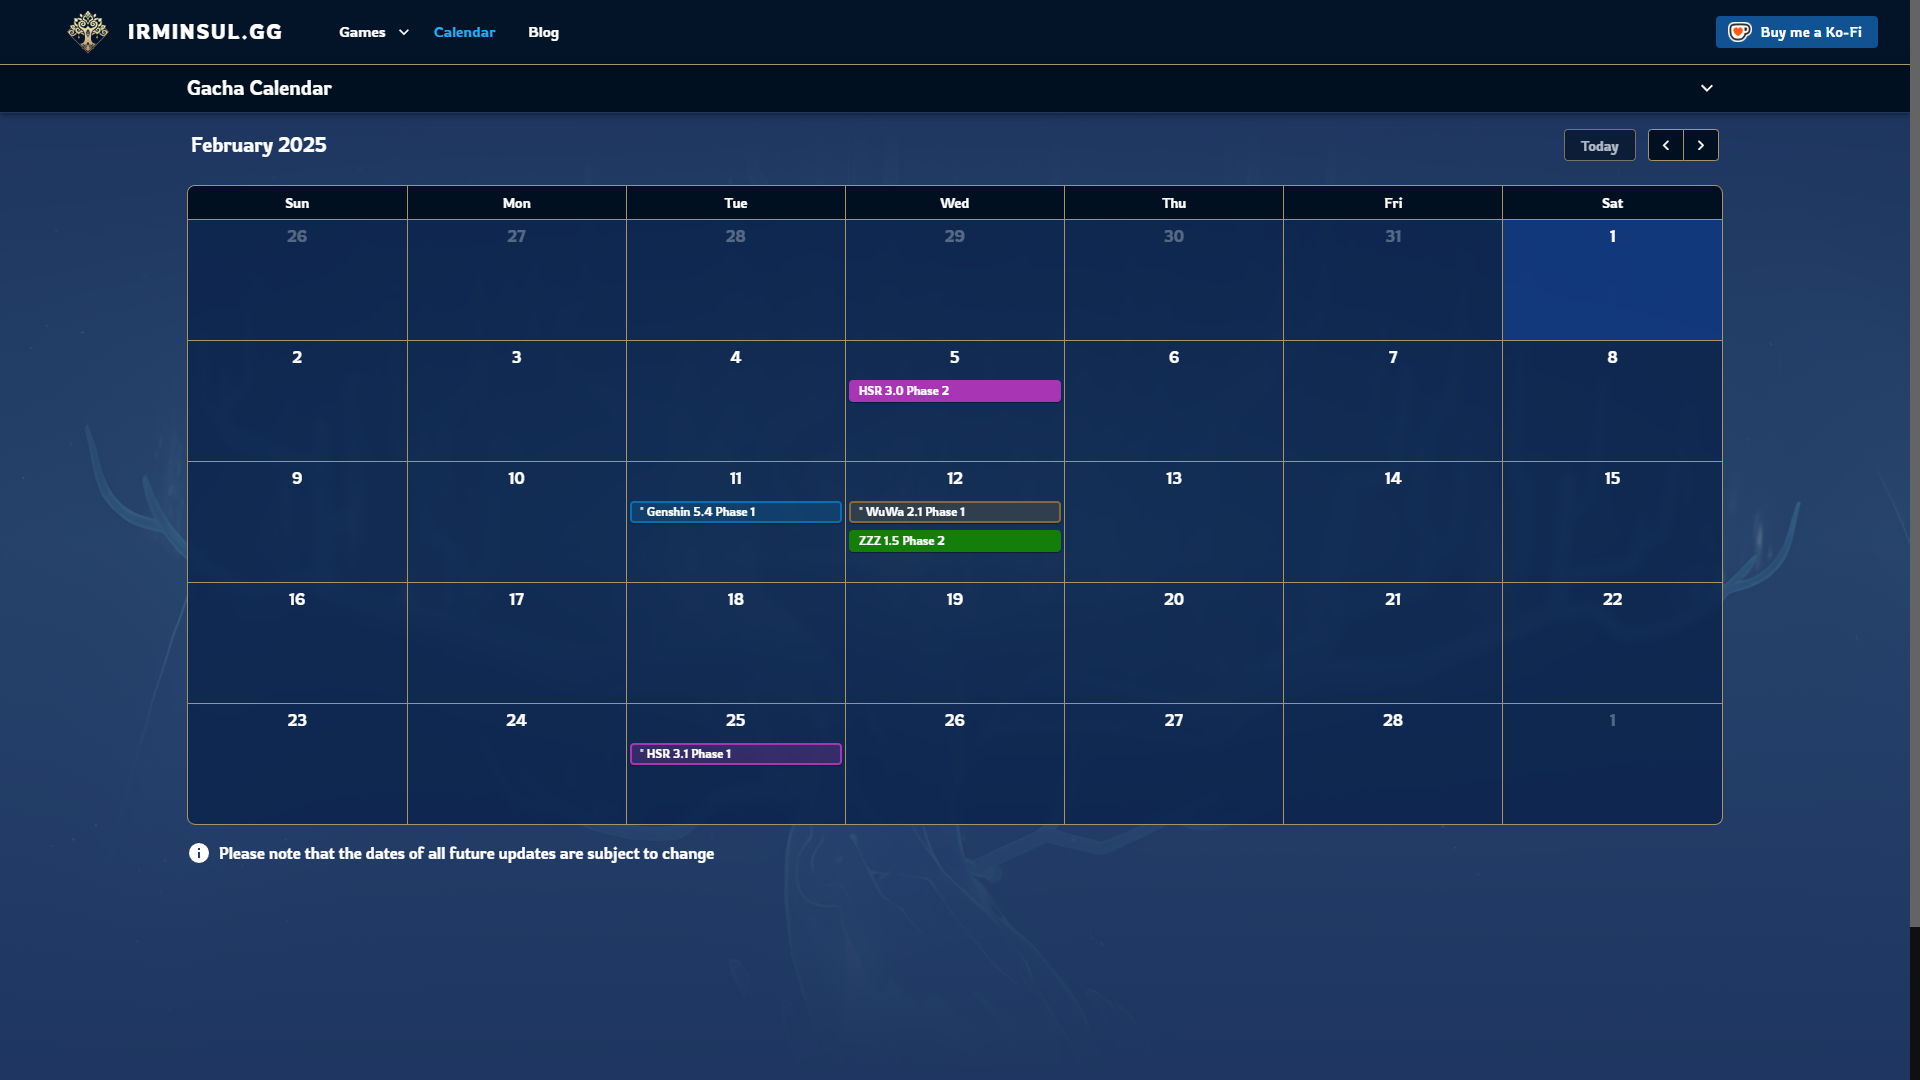 IRMINSUL.GG Games Calendar Blog Buy me a Ko-Fi
Gacha Calendar
February 2025 Today
Sun Mon Tue Wed Thu Fri Sat
26 27 28 29 30 31 1
2 3 4 5 6 7 8
HSR 3.0 Phase 2
9 10 11 12 13 14 15
* Genshin 5.4 Phase 1 * WuWa 2.1 Phase 1
ZZZ 1.5 Phase 2
16 17 18 19 20 21 22
23 24 25 26 27 28 1
* HSR 3.1 Phase 1
Please note that the dates of all future updates are subject to change